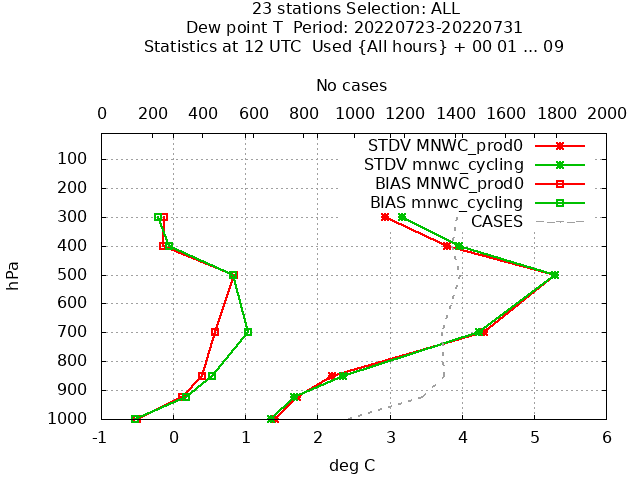 23 stations Selection: ALL
Dew point T  Period: 20220723-20220731
Statistics at 12 UTC  Used {All hours} + 00 01 ... 09
No cases
0 200 400 600 800 1000 1200 1400 1600 1800 2000
STDV MNWC_prod0
STDV mnwc_cycling
BIAS MNWC_prod0
BIAS mnwc_cycling
CASES
hPa
100
200
300
400
500
600
700
800
900
1000
-1 0 1 2 3 4 5 6
deg C